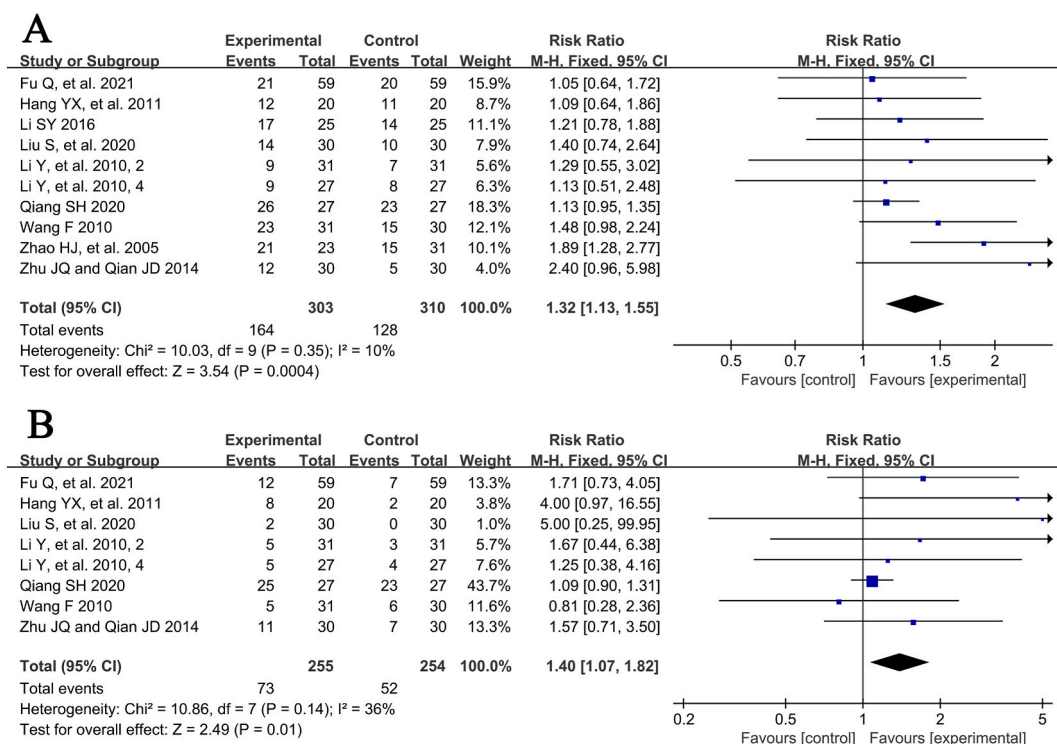 A
Experimental Control Risk Ratio Risk Ratio
Study or Subgroup Events Total Events Total Weight M-H, Fixed, 95% CI M-H, Fixed, 95% CI
Fu Q, et al. 2021 21 59 20 59 15.9% 1.05 [0.64, 1.72]
Hang YX, et al. 2011 12 20 11 20 8.7% 1.09 [0.64, 1.86]
Li SY 2016 17 25 14 25 11.1% 1.21 [0.78, 1.88]
Liu S, et al. 2020 14 30 10 30 7.9% 1.40 [0.74, 2.64]
Li Y, et al. 2010, 2 9 31 7 31 5.6% 1.29 [0.55, 3.02]
Li Y, et al. 2010, 4 9 27 8 27 6.3% 1.13 [0.51, 2.48]
Qiang SH 2020 26 27 23 27 18.3% 1.13 [0.95, 1.35]
Wang F 2010 23 31 15 30 12.1% 1.48 [0.98, 2.24]
Zhao HJ, et al. 2005 21 23 15 31 10.1% 1.89 [1.28, 2.77]
Zhu JQ and Qian JD 2014 12 30 5 30 4.0% 2.40 [0.96, 5.98]
Total (95% CI) 303 310 100.0% 1.32 [1.13, 1.55]
Total events 164 128
Heterogeneity: Chi² = 10.03, df = 9 (P = 0.35); I² = 10%
Test for overall effect: Z = 3.54 (P = 0.0004)
0.5 0.7 1 1.5 2
Favours [control] Favours [experimental]
B
Experimental Control Risk Ratio Risk Ratio
Study or Subgroup Events Total Events Total Weight M-H, Fixed, 95% CI M-H, Fixed, 95% CI
Fu Q, et al. 2021 12 59 7 59 13.3% 1.71 [0.73, 4.05]
Hang YX, et al. 2011 8 20 2 20 3.8% 4.00 [0.97, 16.55]
Liu S, et al. 2020 2 30 0 30 1.0% 5.00 [0.25, 99.95]
Li Y, et al. 2010, 2 5 31 3 31 5.7% 1.67 [0.44, 6.38]
Li Y, et al. 2010, 4 5 27 4 27 7.6% 1.25 [0.38, 4.16]
Qiang SH 2020 25 27 23 27 43.7% 1.09 [0.90, 1.31]
Wang F 2010 5 31 6 30 11.6% 0.81 [0.28, 2.36]
Zhu JQ and Qian JD 2014 11 30 7 30 13.3% 1.57 [0.71, 3.50]
Total (95% CI) 255 254 100.0% 1.40 [1.07, 1.82]
Total events 73 52
Heterogeneity: Chi² = 10.86, df = 7 (P = 0.14); I² = 36%
Test for overall effect: Z = 2.49 (P = 0.01)
0.2 0.5 1 2 5
Favours [control] Favours [experimental]